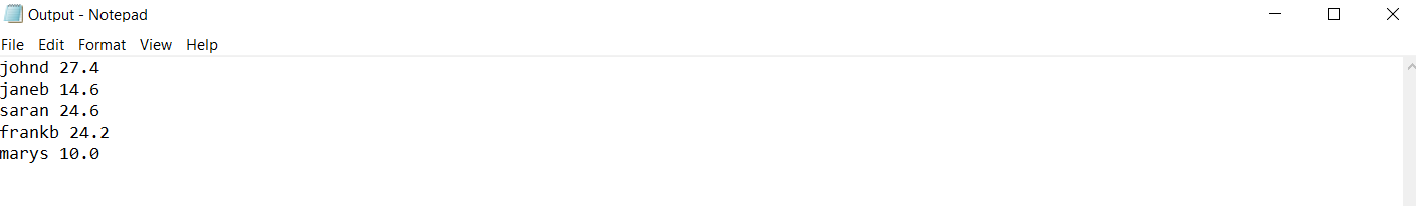 Output - Notepad
File Edit Format View Help
johnd 27.4
janeb 14.6
saran 24.6
frankb 24.2
marys 10.0